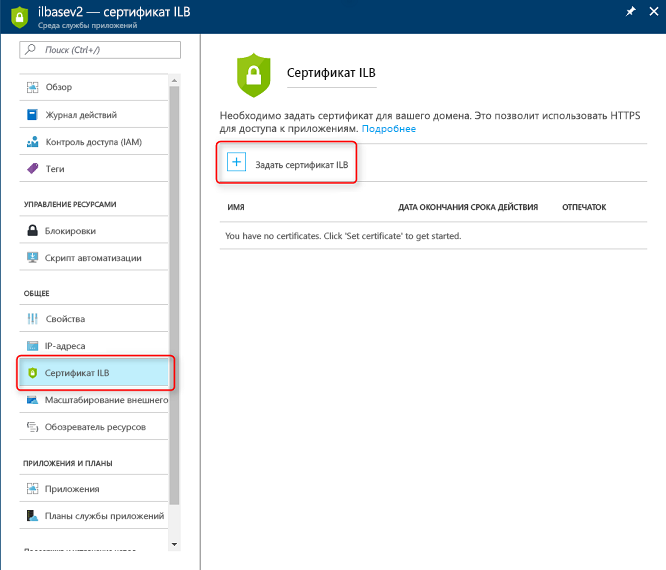 ilbasev2 — сертификат ILB
Среда службы приложений
Поиск (Ctrl+/)
Обзор
Журнал действий
Контроль доступа (IAM)
Теги
УПРАВЛЕНИЕ РЕСУРСАМИ
Блокировки
Скрипт автоматизации
ОБЩЕЕ
Свойства
IP-адреса
Сертификат ILB
Масштабирование внешнего
Обозреватель ресурсов
ПРИЛОЖЕНИЯ И ПЛАНЫ
Приложения
Планы службы приложений
Сертификат ILB
Необходимо задать сертификат для вашего домена. Это позволит использовать HTTPS
для доступа к приложениям. Подробнее
Задать сертификат ILB
ИМЯ ДАТА ОКОНЧАНИЯ СРОКА ДЕЙСТВИЯ ОТПЕЧАТОК
You have no certificates. Click 'Set certificate' to get started.